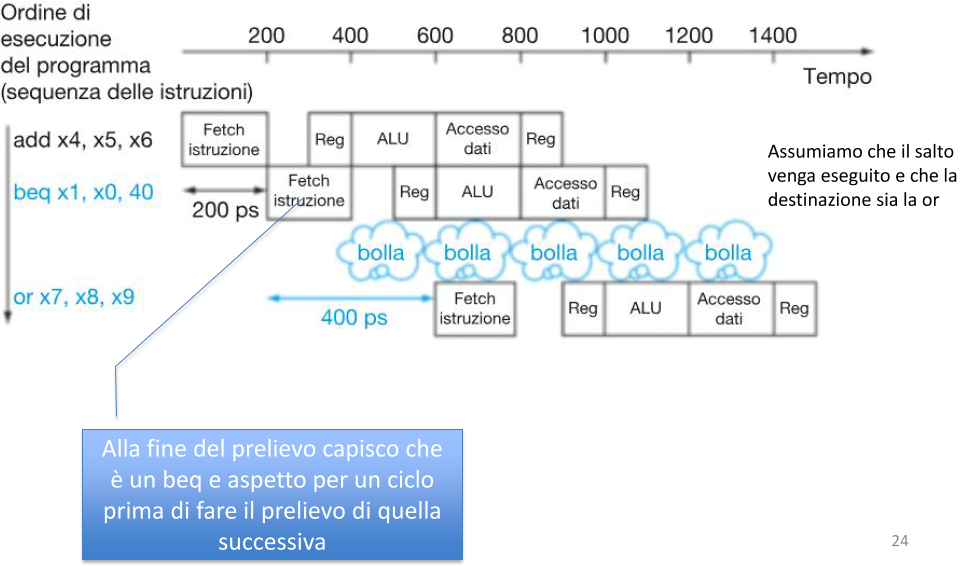 Ordine di
esecuzione
del programma
(sequenza delle istruzioni)
200 400 600 800 1000 1200 1400
Tempo
add x4, x5, x6
Fetch
istruzione
Reg
ALU
Accesso
dati
Reg
Assumiamo che il salto
venga eseguito e che la
destinazione sia la or
beq x1, x0, 40
200 ps
Fetch
istruzione
Reg
ALU
Accesso
dati
Reg
bolla bolla bolla bolla bolla
or x7, x8, x9
400 ps
Fetch
istruzione
Reg
ALU
Accesso
dati
Reg
Alla fine del prelievo capisco che
è un beq e aspetto per un ciclo
prima di fare il prelievo di quella
successiva
24